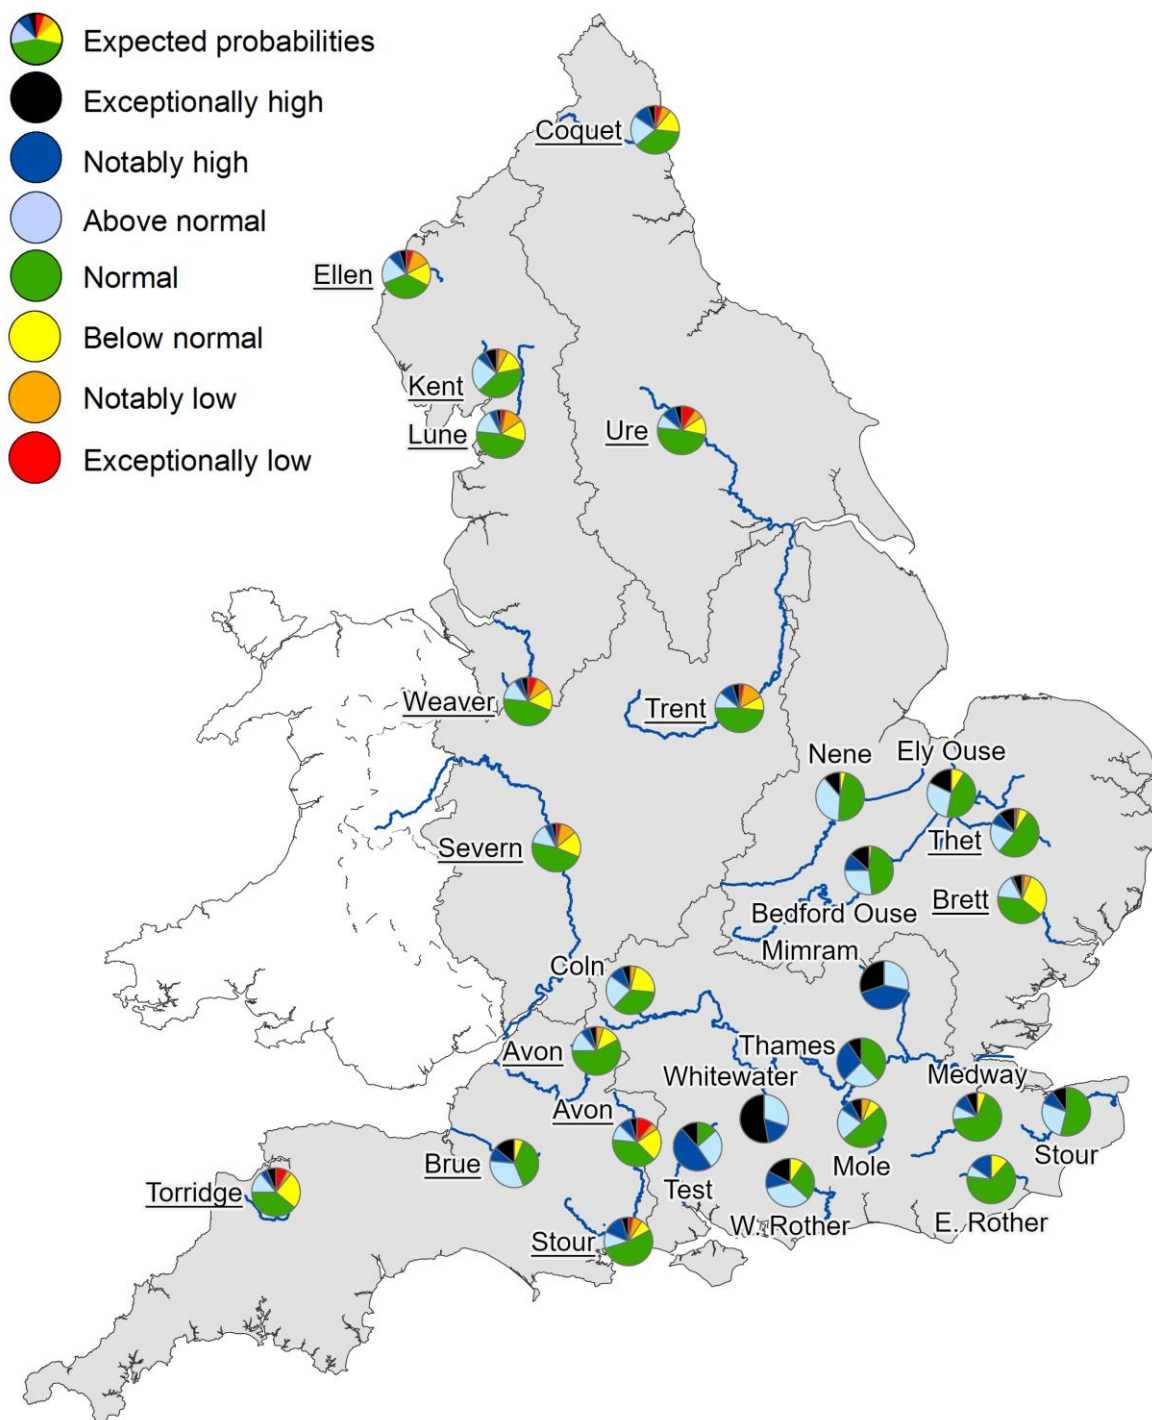 Expected probabilities
Exceptionally high
Notably high
Above normal
Normal
Below normal
Notably low
Exceptionally low
Coquet
Ellen
Kent
Lune
Ure
Weaver
Trent
Nene
Ely Ouse
Thet
Severn
Bedford Ouse
Brett
Mimram
Coln
Thames
Avon
Whitewater
Medway
Avon
Brue
Test
Mole
Stour
Torridge
W. Rother
E. Rother
Stour